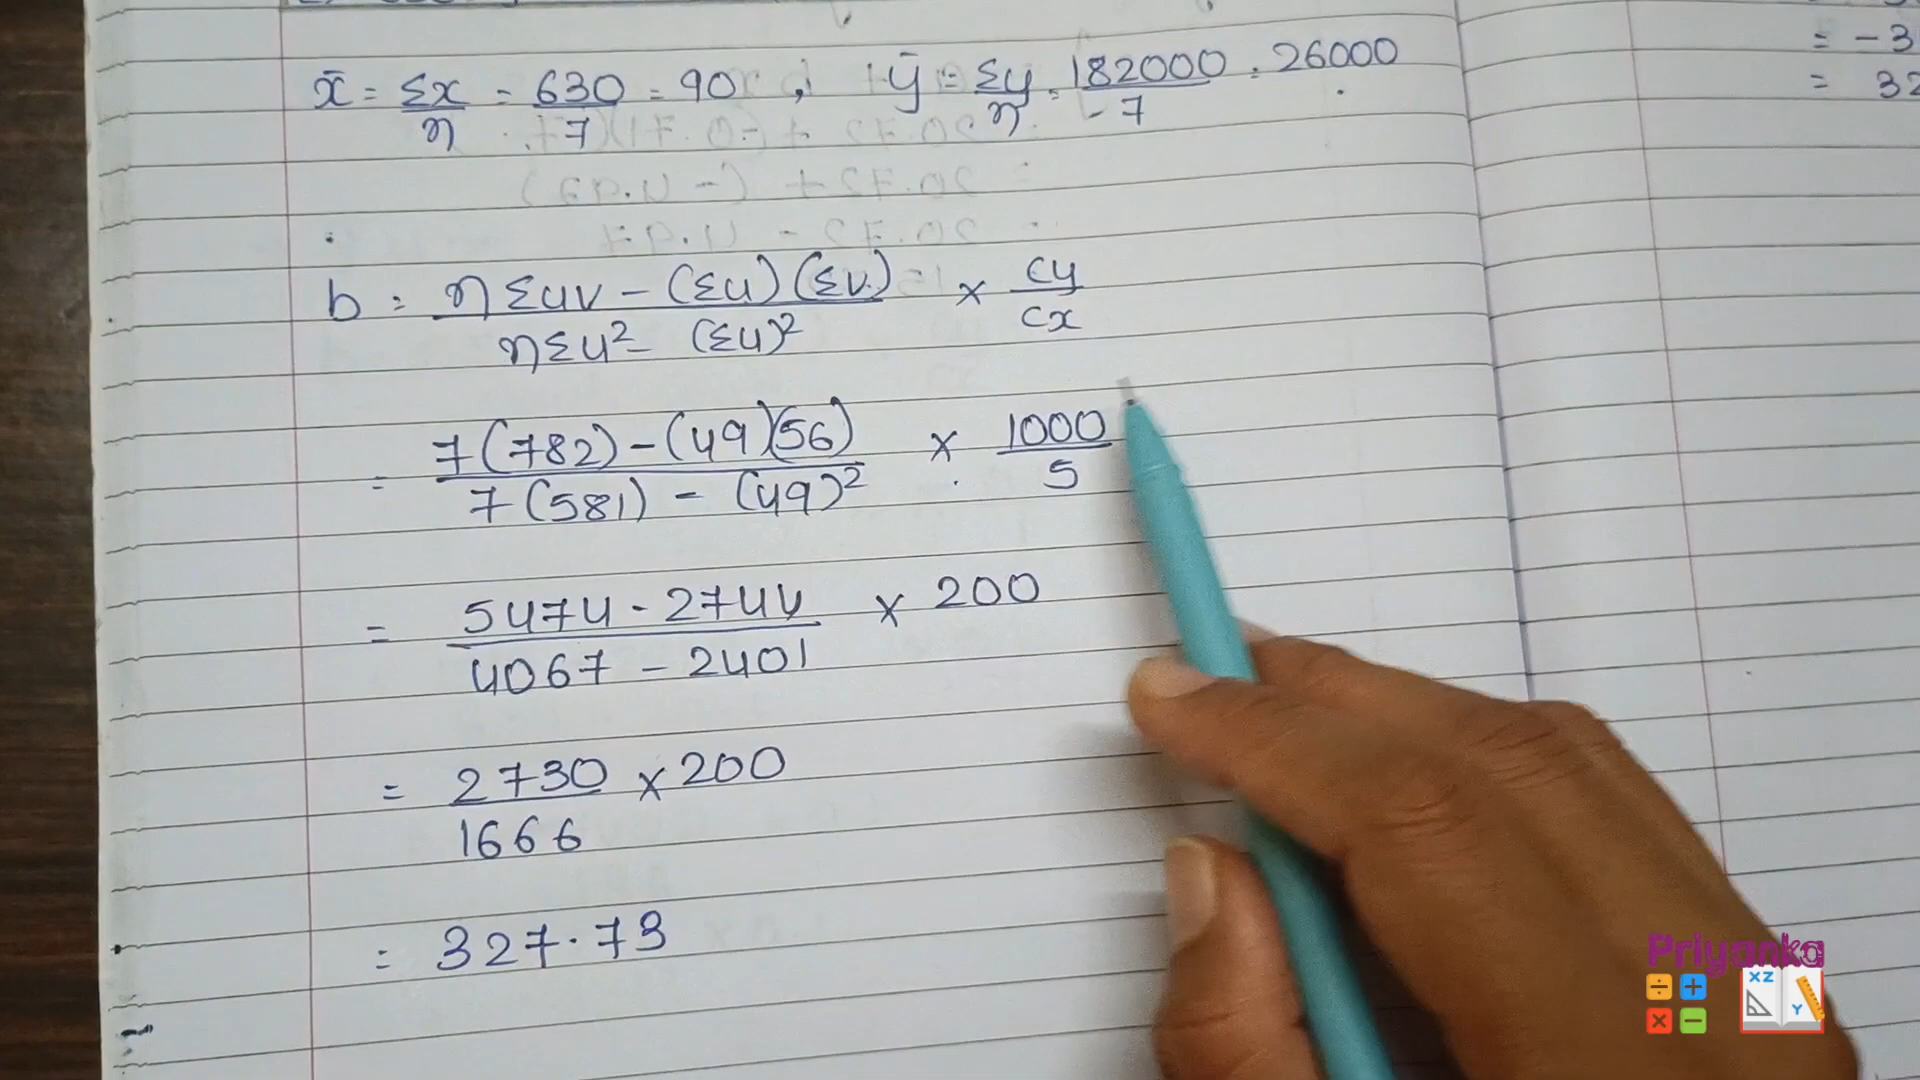 = -3
x̄ = Σx/n = 630/7 = 90 , ȳ = Σy/n = 182000/7 = 26000
= 32
b = nΣuv - (Σu)(Σv) / nΣu² - (Σu)² × Cy/Cx
= 7(782) - (49)(56) / 7(581) - (49)² × 1000/5
= 5474 - 2744 / 4067 - 2401 × 200
= 2730/1666 × 200
= 327.73
Priyanka
XZ
Y